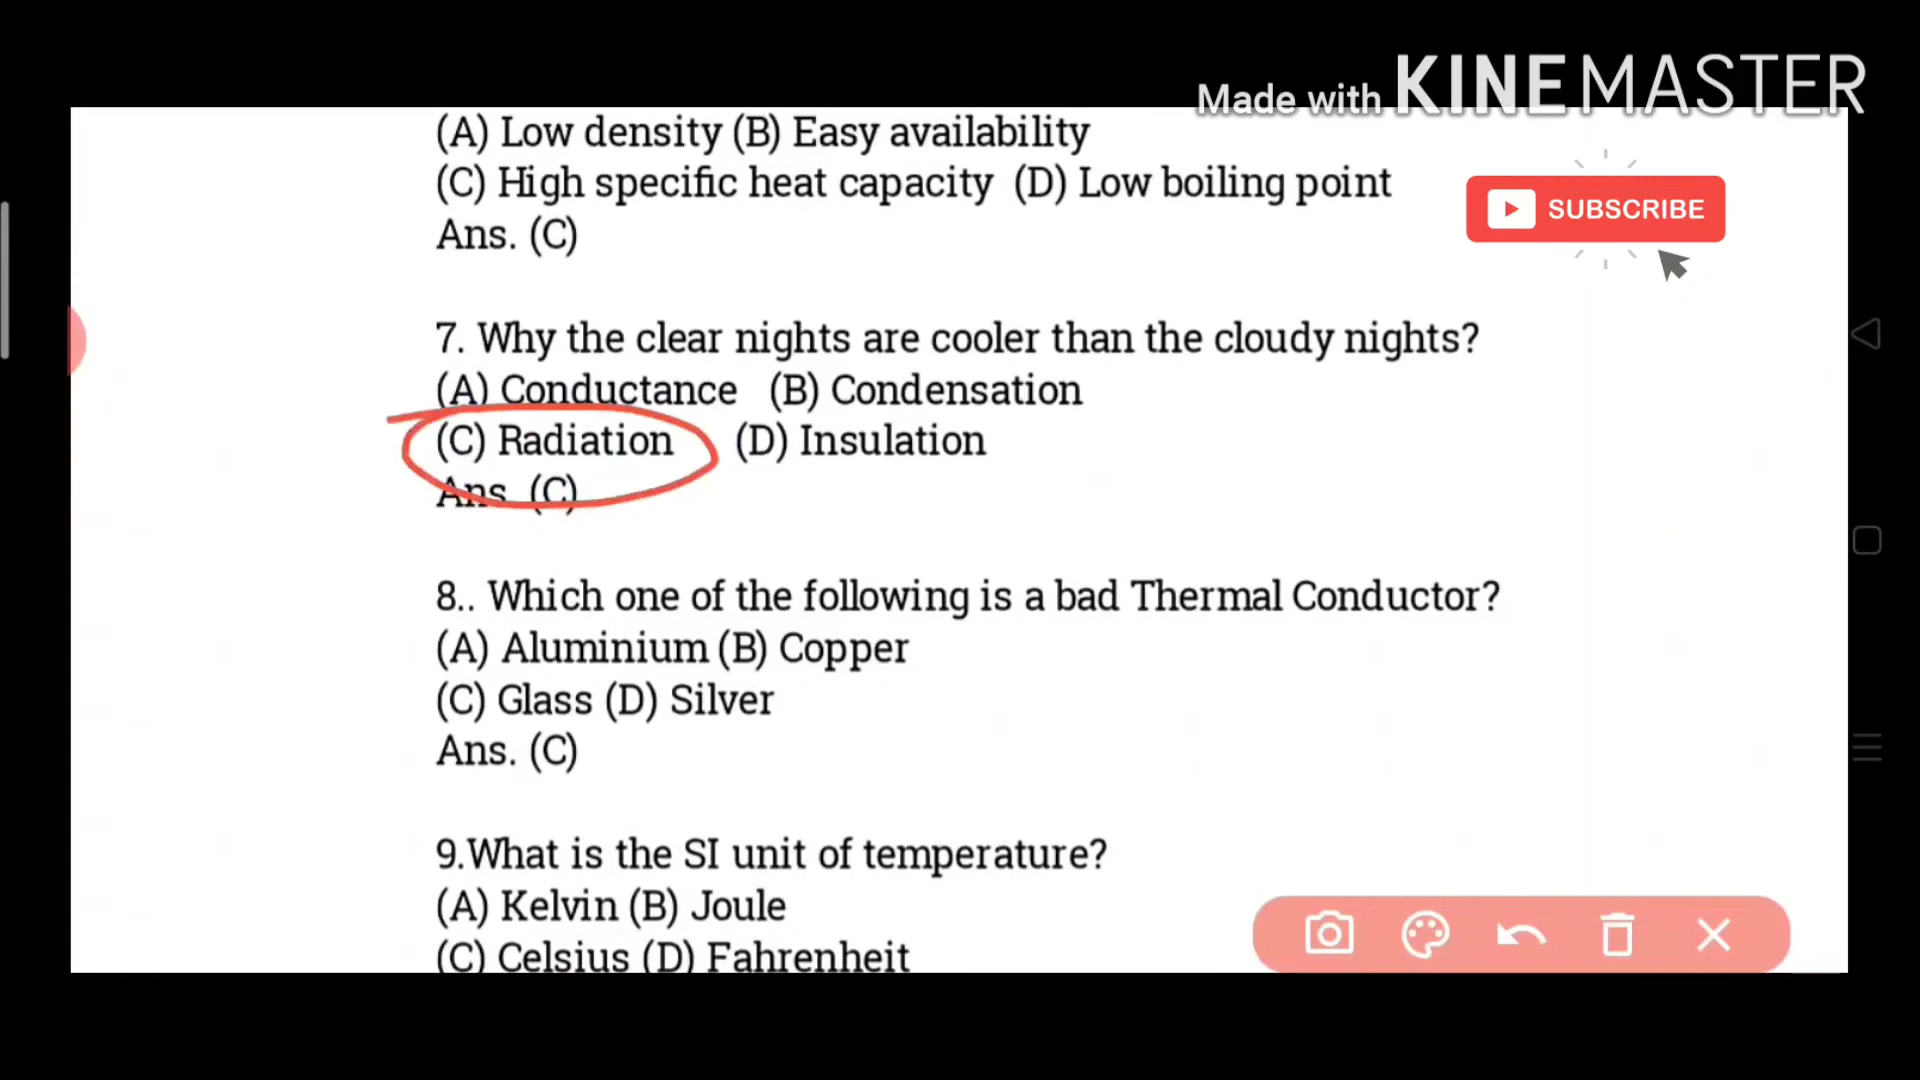 Made with KINEMASTER
(A) Low density (B) Easy availability
(C) High specific heat capacity (D) Low boiling point
SUBSCRIBE
Ans. (C)
7. Why the clear nights are cooler than the cloudy nights?
(A) Conductance (B) Condensation
(C) Radiation (D) Insulation
Ans. (C)
8.. Which one of the following is a bad Thermal Conductor?
(A) Aluminium (B) Copper
(C) Glass (D) Silver
Ans. (C)
9.What is the SI unit of temperature?
(A) Kelvin (B) Joule
(C) Celsius (D) Fahrenheit